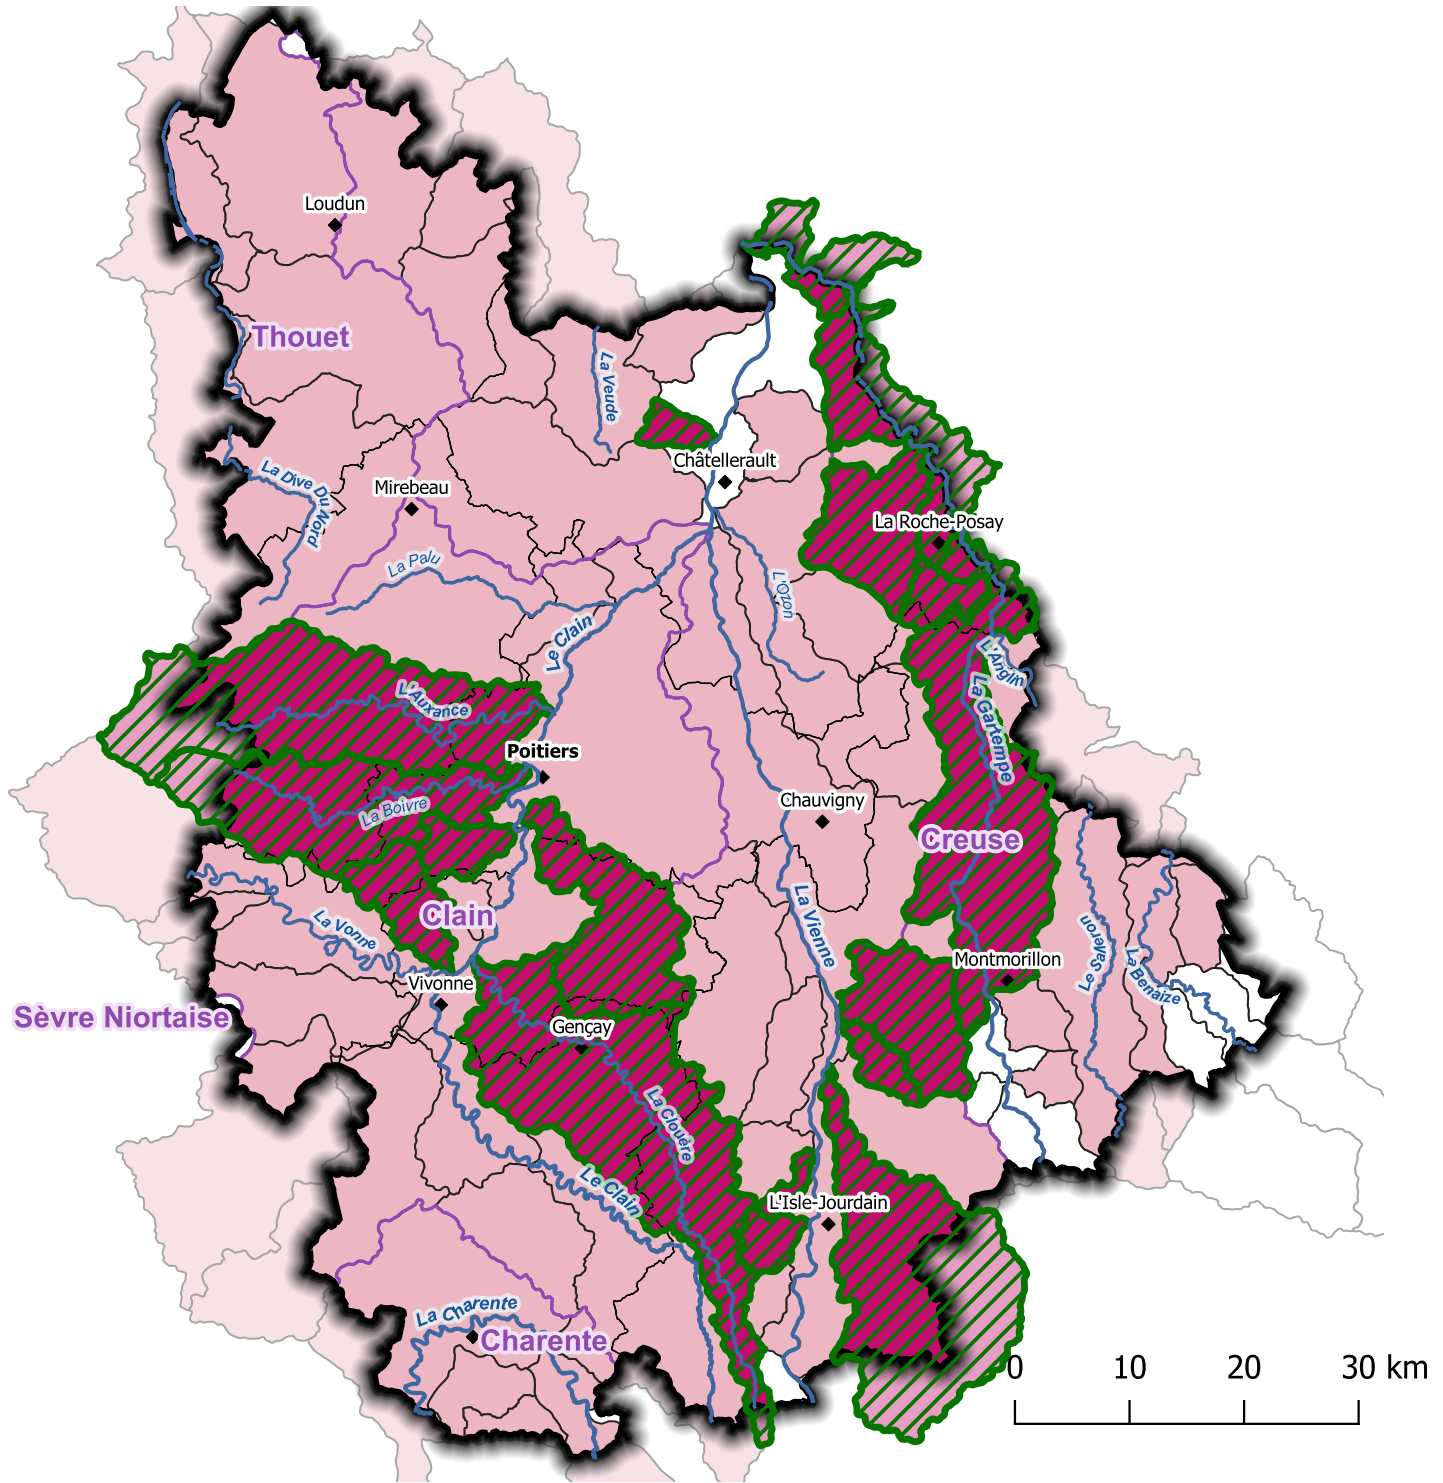 Loudun
Thouet
La Veude
Châtellerault
La Dive Du Nord
Mirebeau
La Roche-Posay
La Palu
L'Ozon
Le Clain
L'Anglin
L'Auxance
La Gartempe
Poitiers
La Boivre
Chauvigny
Creuse
Clain
La Vonne
La Vienne
Le Salleron
Montmorillon
La Benaize
Vivonne
Sèvre Niortaise
Gençay
La Clouère
Le Clain
L'Isle-Jourdain
La Charente
Charente
0 10 20 30 km